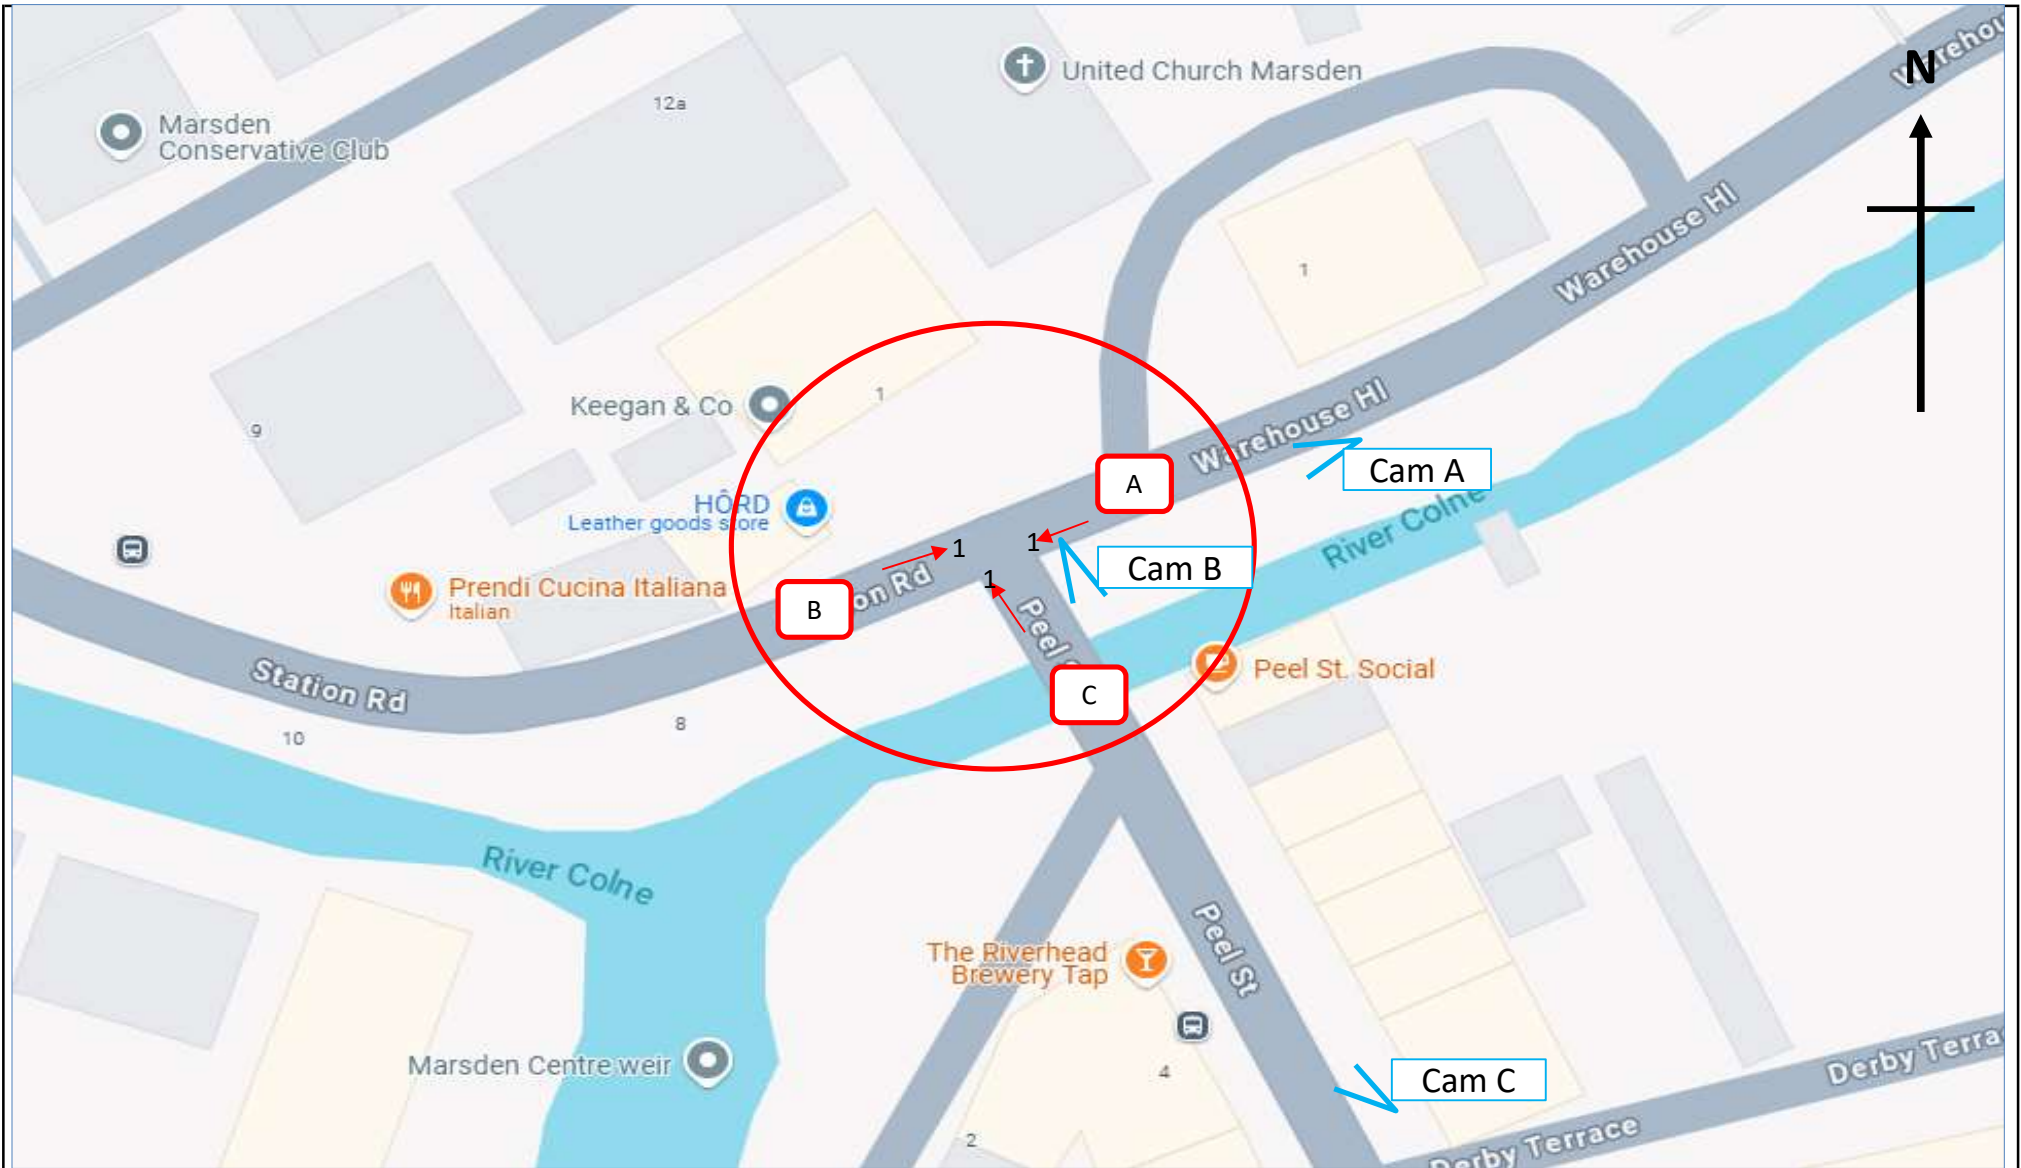 Warehou
N
United Church Marsden
12a
Marsden
Conservative Club
Warehouse Hl
1
Keegan & Co
1
9
Warehouse Hl
Cam A
A
HÔRD
Leather goods store
River Colne
1
1
Cam B
1
Prendi Cucina Italiana
Italian
B
on Rd
Peel S
Peel St. Social
C
Station Rd
8
10
River Colne
Peel St
The Riverhead
Brewery Tap
Marsden Centre weir
4
Cam C
Derby Terra
2
Derby Terrace